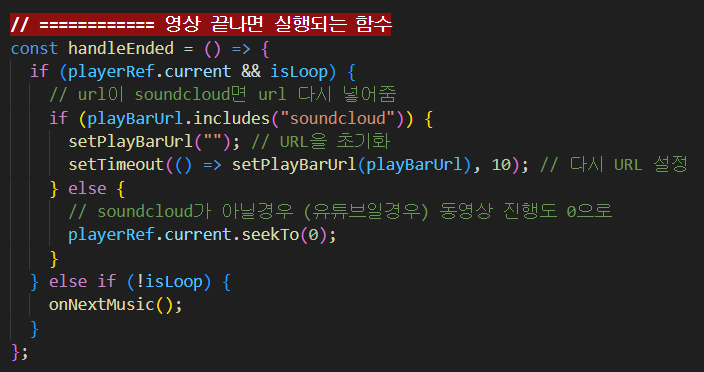 // ============ 영상 끝나면 실행되는 함수
const handleEnded = () => {
  if (playerRef.current && isLoop) {
    // url이 soundcloud면 url 다시 넣어줌
    if (playBarUrl.includes("soundcloud")) {
      setPlayBarUrl(""); // URL을 초기화
      setTimeout(() => setPlayBarUrl(playBarUrl), 10); // 다시 URL 설정
    } else {
      // soundcloud가 아닐경우 (유튜브일경우) 동영상 진행도 0으로
      playerRef.current.seekTo(0);
    }
  } else if (!isLoop) {
    onNextMusic();
  }
};